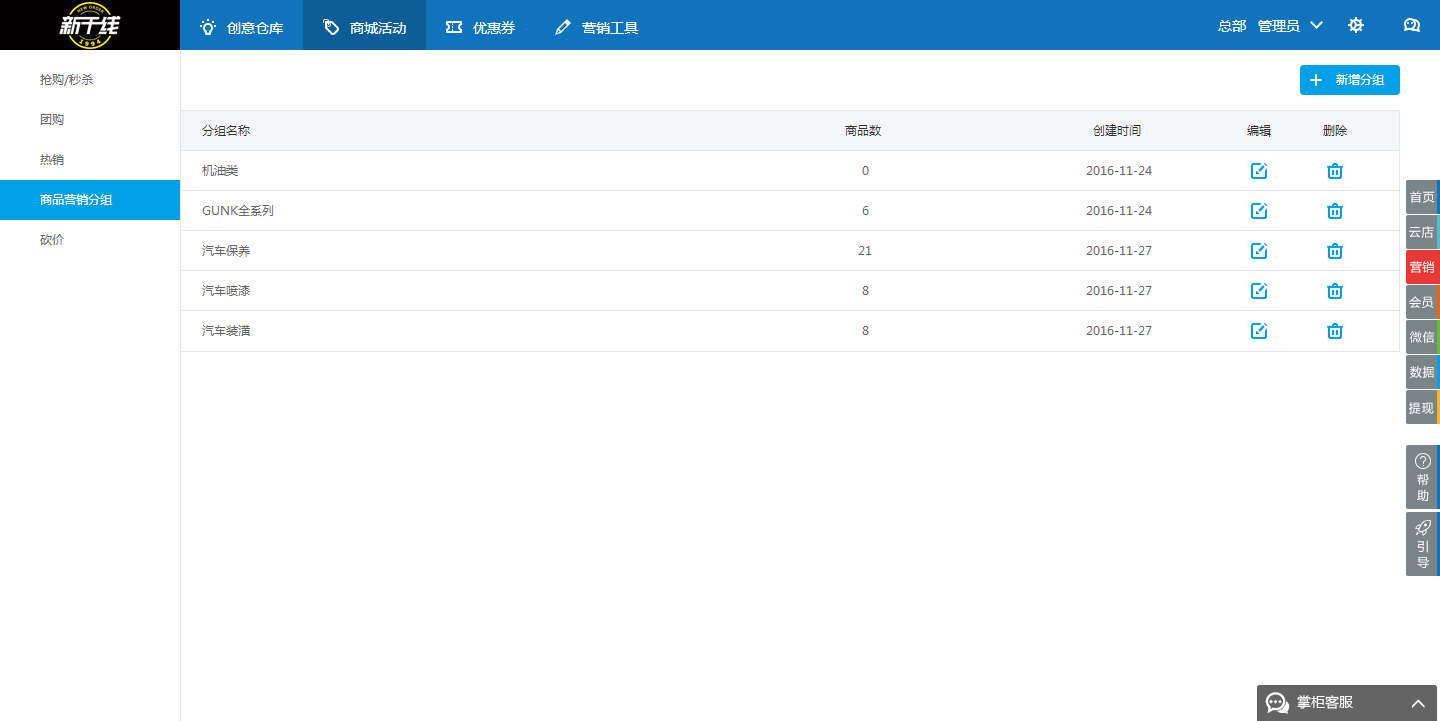 NEW ORDER
新干线
1994
创意仓库 商城活动 优惠券 营销工具 总部 管理员
抢购/秒杀
团购
热销
商品营销分组
砍价
新增分组
分组名称 商品数 创建时间 编辑 删除
机油类 0 2016-11-24
GUNK全系列 6 2016-11-24
汽车保养 21 2016-11-27
汽车喷漆 8 2016-11-27
汽车装潢 8 2016-11-27
首页
云店
营销
会员
微信
数据
提现
帮
助
引
导
掌柜客服